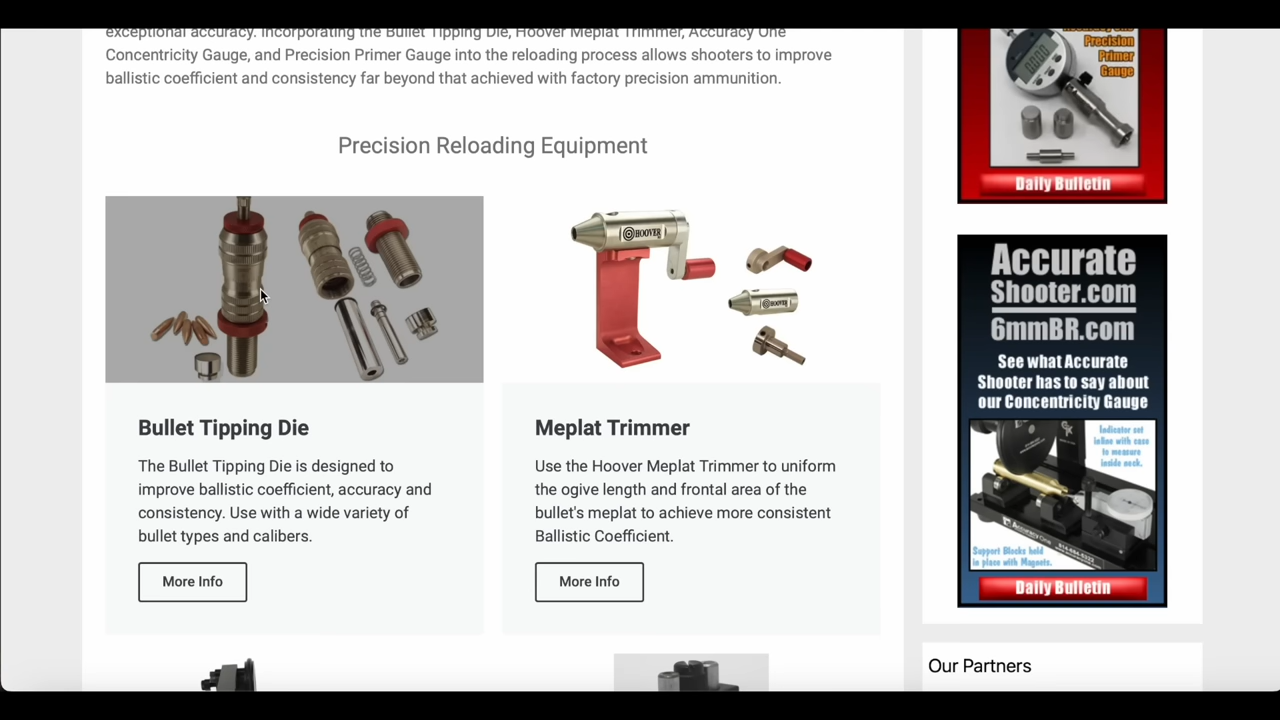 exceptional accuracy. Incorporating the Bullet Tipping Die, Hoover Meplat Trimmer, Accuracy One
Concentricity Gauge, and Precision Primer Gauge into the reloading process allows shooters to improve
ballistic coefficient and consistency far beyond that achieved with factory precision ammunition.
Precision Reloading Equipment
HOOVER
HOOVER
Bullet Tipping Die
The Bullet Tipping Die is designed to
improve ballistic coefficient, accuracy and
consistency. Use with a wide variety of
bullet types and calibers.
More Info
Meplat Trimmer
Use the Hoover Meplat Trimmer to uniform
the ogive length and frontal area of the
bullet's meplat to achieve more consistent
Ballistic Coefficient.
More Info
Accuracy One
Precision
Primer
Gauge
Daily Bulletin
Accurate
Shooter.com
6mmBR.com
See what Accurate
Shooter has to say about
our Concentricity Gauge
Indicator set
inline with case
to measure
inside neck.
Accuracy One
Support Blocks hold
in place with Magnets.
Daily Bulletin
Our Partners